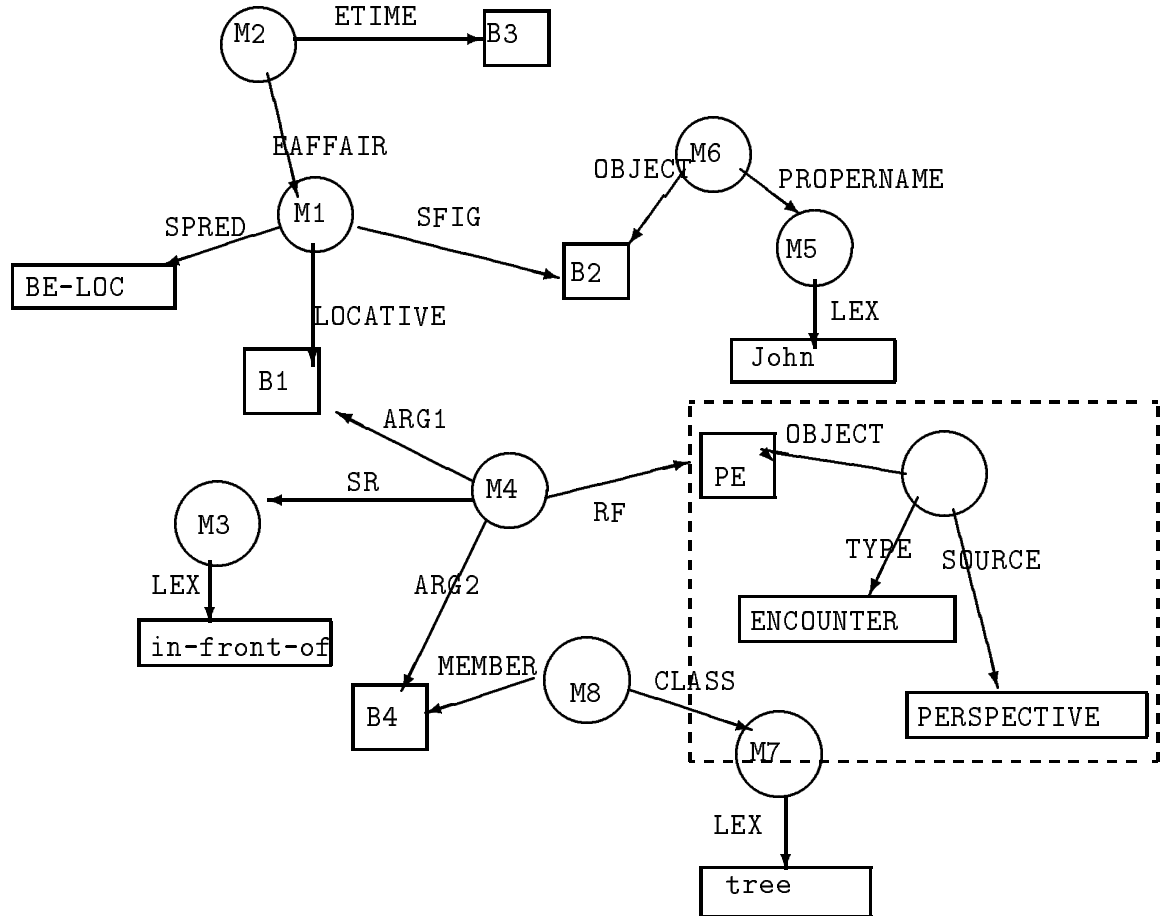 ETIME
M2
B3
EAFFAIR
M6
OBJECT
PROPERNAME
M1
SPRED
SFIG
M5
BE-LOC
B2
LOCATIVE
LEX
John
B1
ARG1
OBJECT
PE
SR
M4
RF
M3
TYPE
SOURCE
LEX
ARG2
ENCOUNTER
in-front-of
MEMBER
CLASS
M8
B4
PERSPECTIVE
M7
LEX
tree